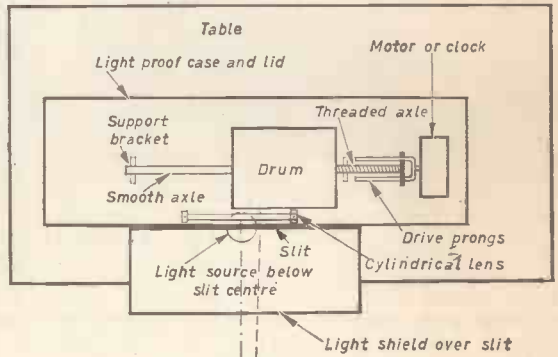 Table
Motor or clock
Light proof case and lid
Threaded axle
Support
bracket
Drum
Smooth axle
Drive prongs
Slit
Cylindrical lens
Light source below
slit centre
Light shield over slit